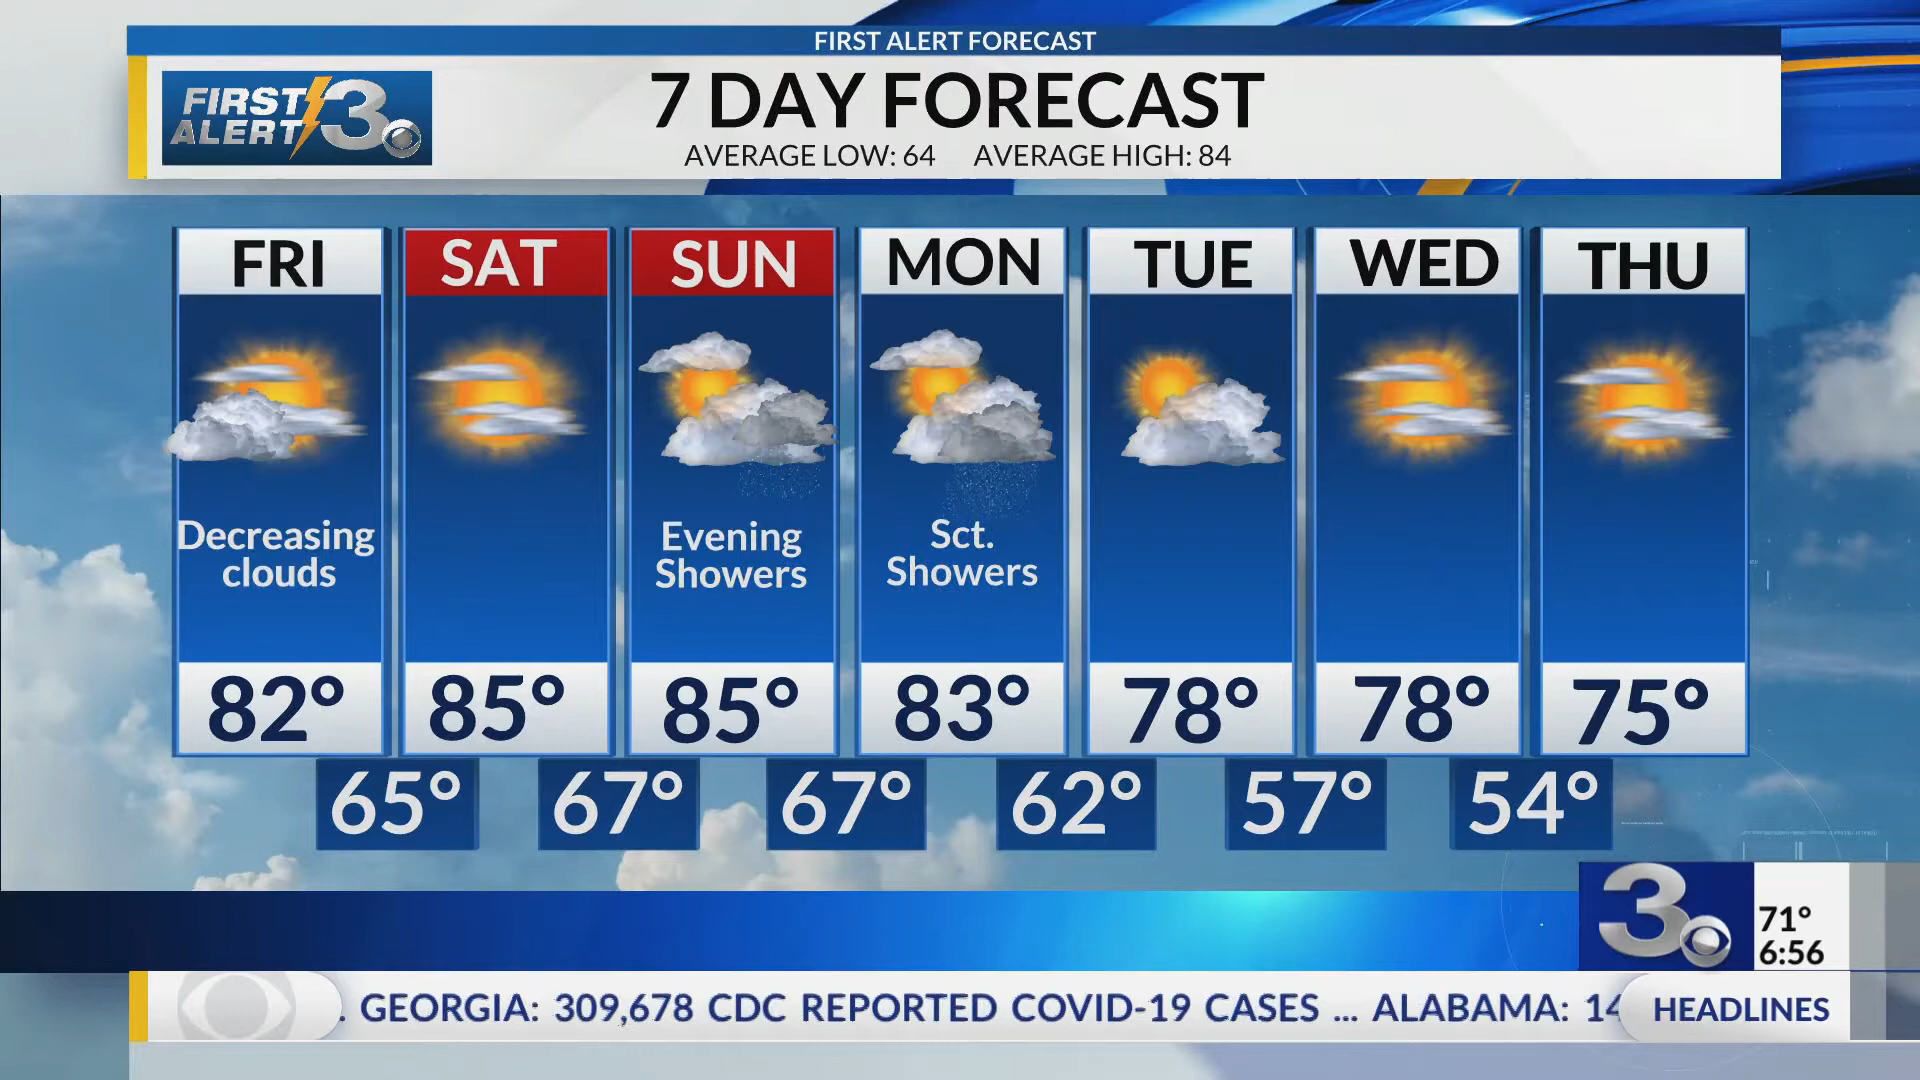 FIRST ALERT FORECAST
FIRST
ALERT
3
7 DAY FORECAST
AVERAGE LOW: 64 AVERAGE HIGH: 84
FRI SAT SUN MON TUE WED THU
Decreasing
clouds
Evening
Showers
Sct.
Showers
82° 85° 85° 83° 78° 78° 75°
65° 67° 67° 62° 57° 54°
3
71°
6:56
. GEORGIA: 309,678 CDC REPORTED COVID-19 CASES ... ALABAMA: 14
HEADLINES